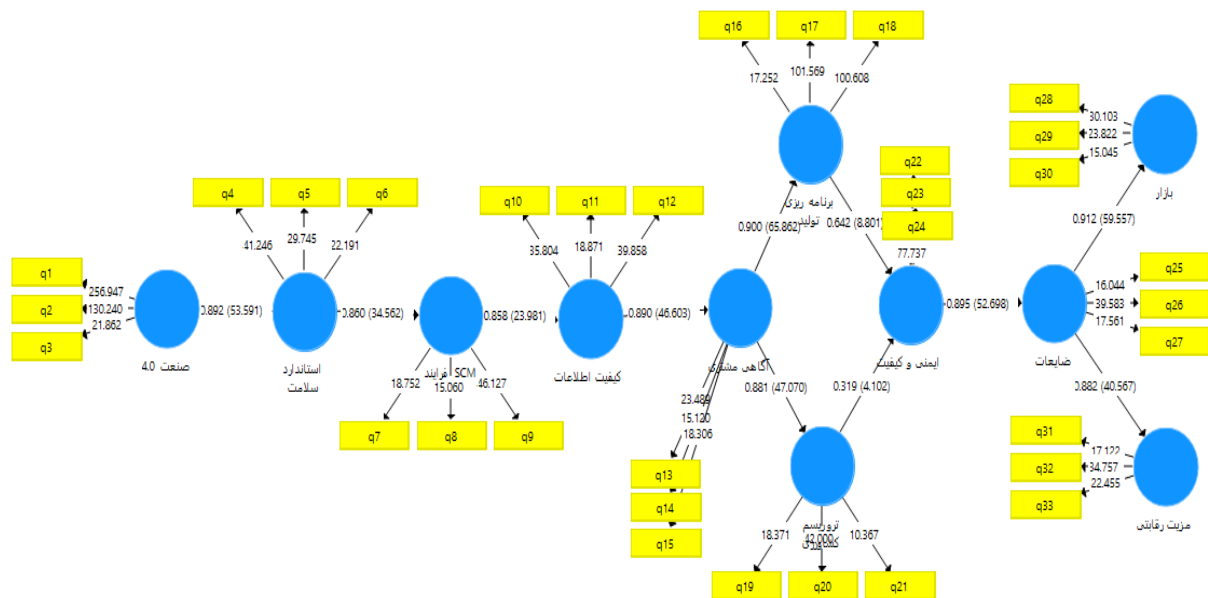 q16
q17
q18
17.252
101.569
100.608
q28
q29
q30
30.103
23.822
15.045
بازار
q22
q23
q24
77.737
برنامه ریزی
تولید
0.900 (65.862)
0.642 (8.801)
0.912 (59.557)
q4
q5
q6
41.246
29.745
22.191
q10
q11
q12
35.804
18.871
39.858
q1
q2
q3
256.947
130.240
21.862
0.892 (53.591)
0.860 (34.562)
0.858 (23.981)
0.890 (46.603)
0.895 (52.698)
q25
q26
q27
16.044
39.583
17.561
صنعت 4.0
استاندارد
سلامت
فرایند SCM
کیفیت اطلاعات
آگاهی مشتری
ایمنی و کیفیت
ضایعات
18.752
15.060
46.127
q7
q8
q9
23.489
15.120
18.306
q13
q14
q15
0.881 (47.070)
0.319 (4.102)
0.882 (40.567)
q31
q32
q33
17.122
34.757
22.455
مزیت رقابتی
تروریسم
کشاورزی
18.371
42.000
10.367
q19
q20
q21